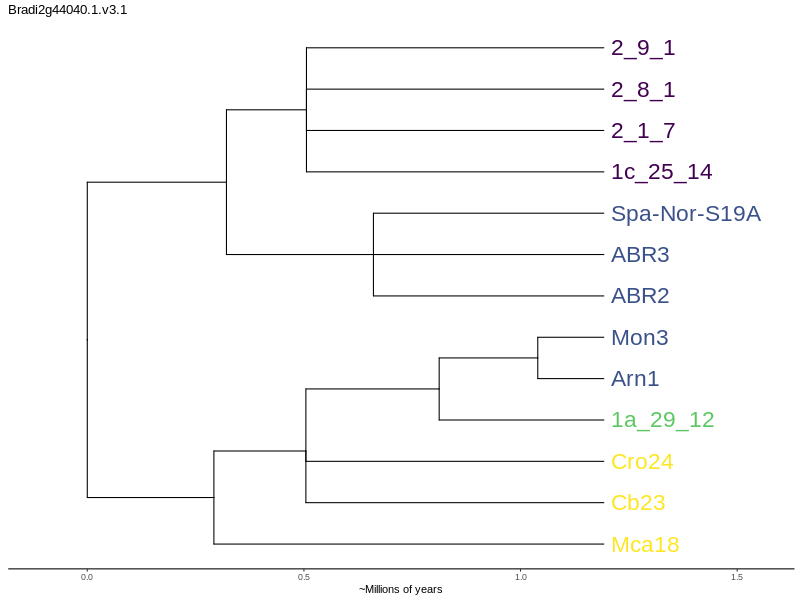 Bradi2g44040.1.v3.1
2_9_1
2_8_1
2_1_7
1c_25_14
Spa-Nor-S19A
ABR3
ABR2
Mon3
Arn1
1a_29_12
Cro24
Cb23
Mca18
0.0 0.5 1.0 1.5
~Millions of years